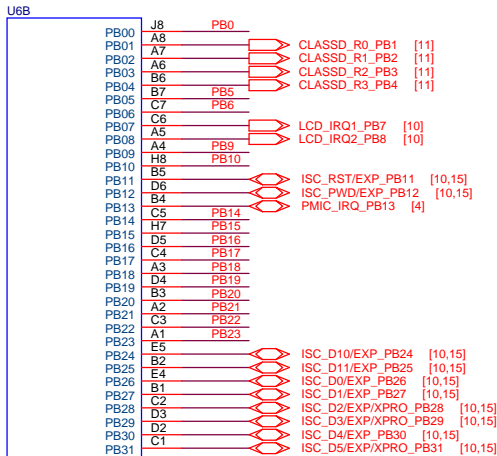 U6B
PB00 J8 PB0
PB01 A8 CLASSD_R0_PB1 [11]
PB02 A7 CLASSD_R1_PB2 [11]
PB03 A6 CLASSD_R2_PB3 [11]
PB04 B6 CLASSD_R3_PB4 [11]
PB05 B7 PB5
PB06 C7 PB6
PB07 C6 LCD_IRQ1_PB7 [10]
PB08 A5 LCD_IRQ2_PB8 [10]
PB09 A4 PB9
PB10 H8 PB10
PB11 B5 ISC_RST/EXP_PB11 [10,15]
PB12 D6 ISC_PWD/EXP_PB12 [10,15]
PB13 B4 PMIC_IRQ_PB13 [4]
PB14 C5 PB14
PB15 H7 PB15
PB16 D5 PB16
PB17 C4 PB17
PB18 A3 PB18
PB19 D4 PB19
PB20 B3 PB20
PB21 A2 PB21
PB22 C3 PB22
PB23 A1 PB23
PB24 E5 ISC_D10/EXP_PB24 [10,15]
PB25 B2 ISC_D11/EXP_PB25 [10,15]
PB26 E4 ISC_D0/EXP_PB26 [10,15]
PB27 B1 ISC_D1/EXP_PB27 [10,15]
PB28 C2 ISC_D2/EXP/XPRO_PB28 [10,15]
PB29 D3 ISC_D3/EXP/XPRO_PB29 [10,15]
PB30 D2 ISC_D4/EXP_PB30 [10,15]
PB31 C1 ISC_D5/EXP/XPRO_PB31 [10,15]